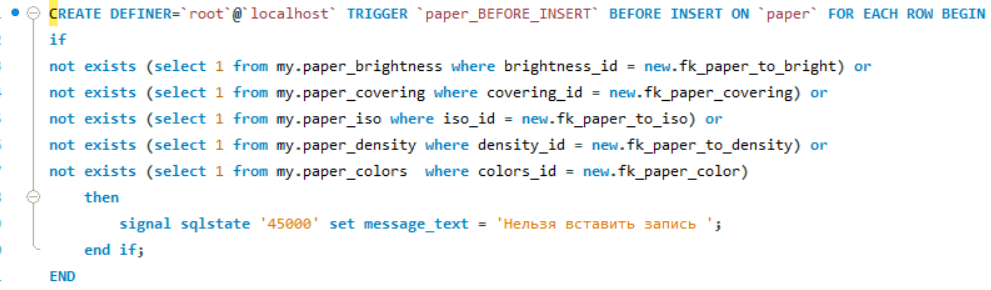 CREATE DEFINER=`root`@`localhost` TRIGGER `paper_BEFORE_INSERT` BEFORE INSERT ON `paper` FOR EACH ROW BEGIN
if
not exists (select 1 from my.paper_brightness where brightness_id = new.fk_paper_to_bright) or
not exists (select 1 from my.paper_covering where covering_id = new.fk_paper_covering) or
not exists (select 1 from my.paper_iso where iso_id = new.fk_paper_to_iso) or
not exists (select 1 from my.paper_density where density_id = new.fk_paper_to_density) or
not exists (select 1 from my.paper_colors  where colors_id = new.fk_paper_color)
    then
        signal sqlstate '45000' set message_text = 'Нельзя вставить запись ';
    end if;
END